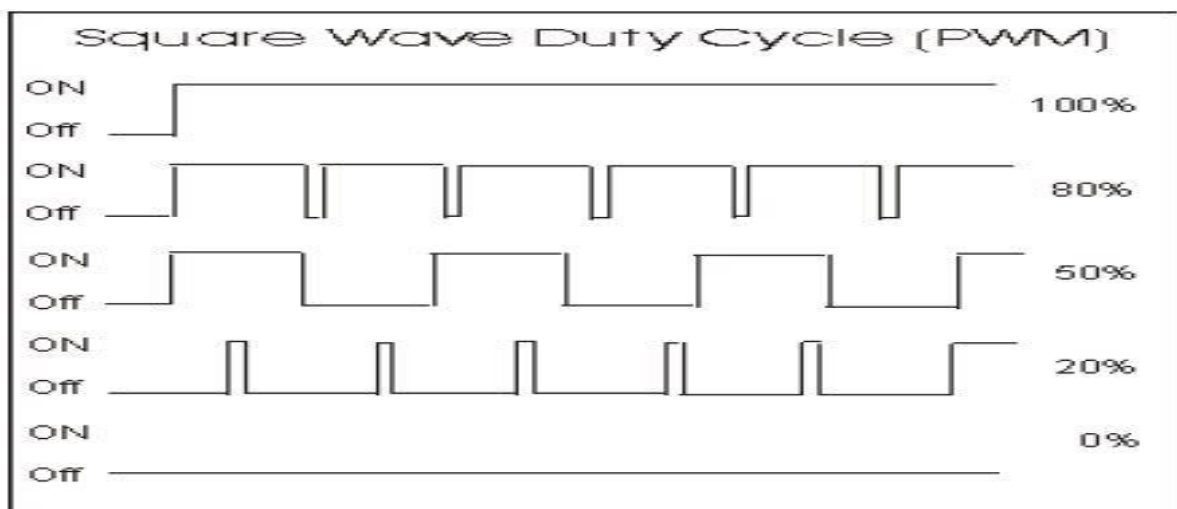 Square Wave Duty Cycle (PWM)
ON
100%
Off
ON
80%
Off
ON
50%
Off
ON
20%
Off
ON
0%
Off